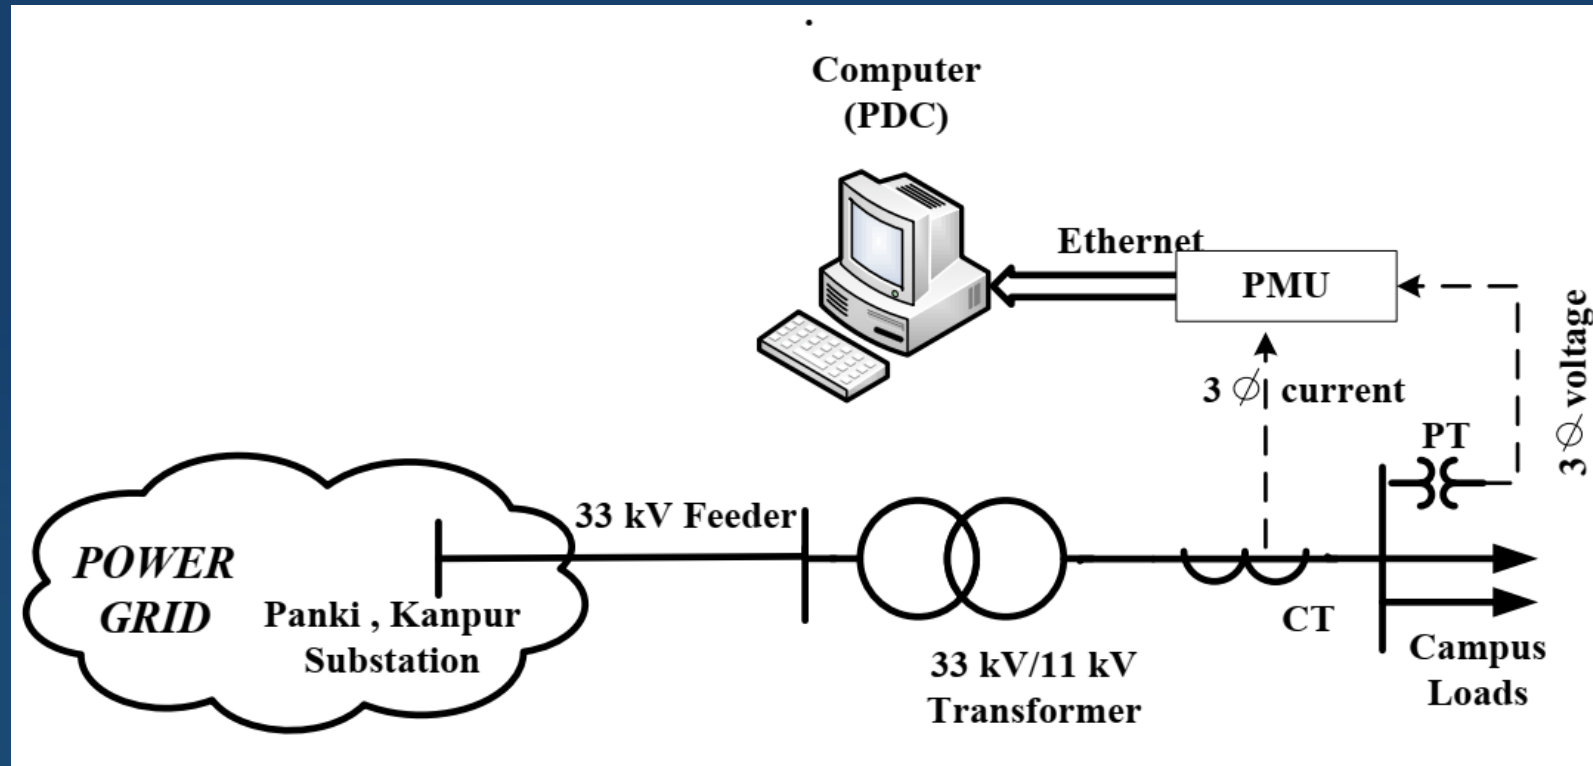 Computer
(PDC)
Ethernet
PMU
3 ∅ current
3 ∅ voltage
PT
33 kV Feeder
POWER
GRID
Panki , Kanpur
Substation
CT
33 kV/11 kV
Transformer
Campus
Loads